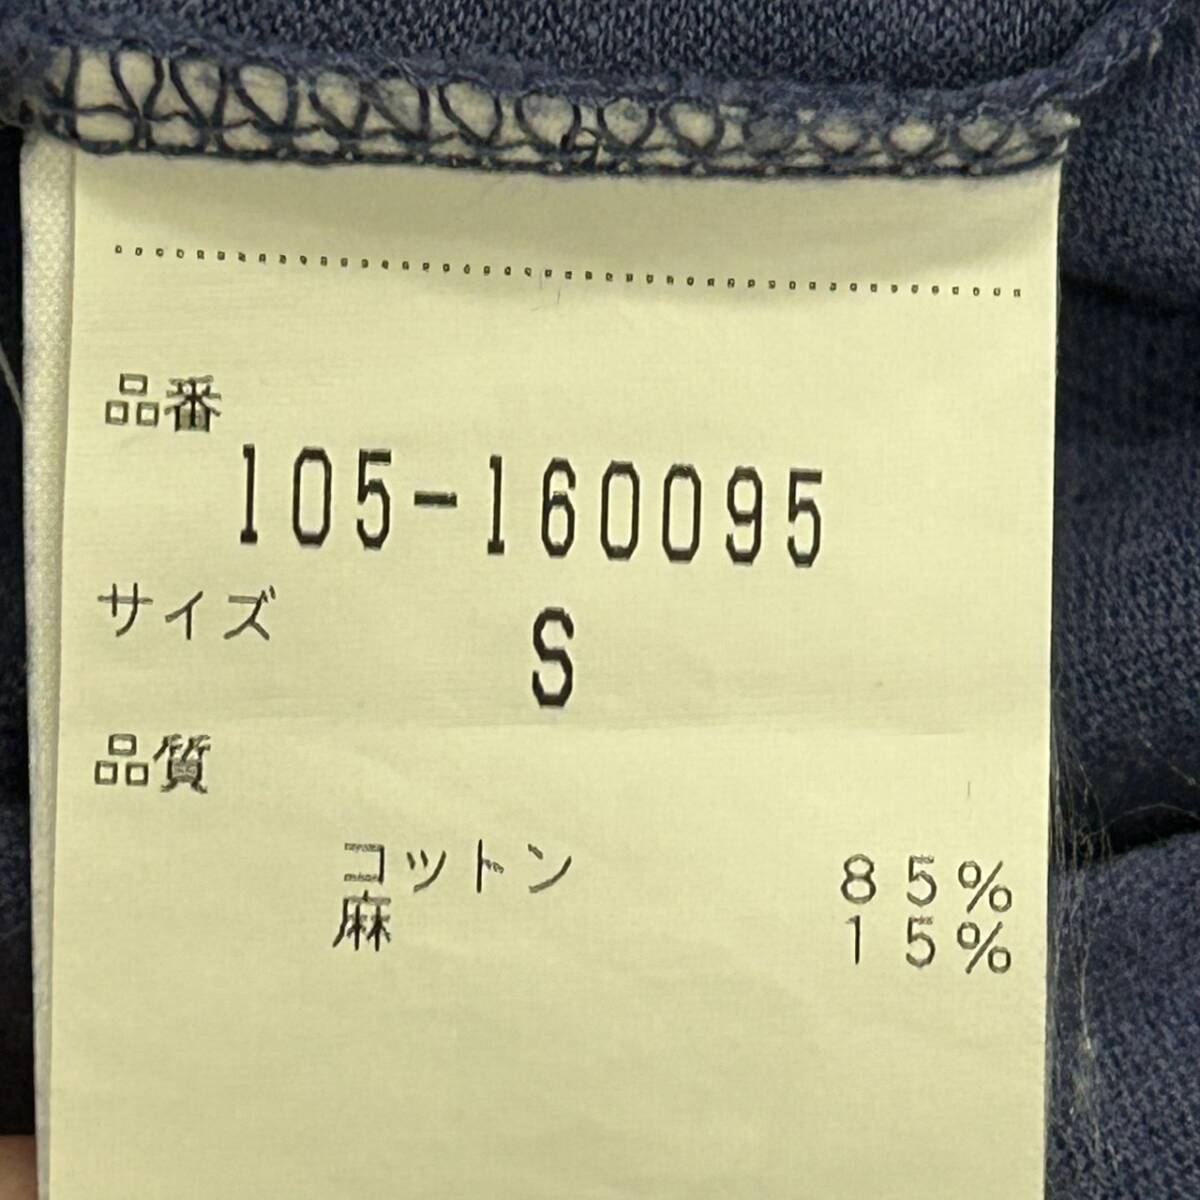 品番
105-160095
サイズ
S
品質
コットン 85%
麻 15%